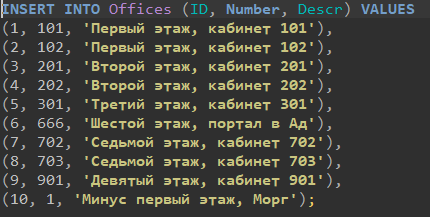 INSERT INTO Offices (ID, Number, Descr) VALUES
(1, 101, 'Первый этаж, кабинет 101'),
(2, 102, 'Первый этаж, кабинет 102'),
(3, 201, 'Второй этаж, кабинет 201'),
(4, 202, 'Второй этаж, кабинет 202'),
(5, 301, 'Третий этаж, кабинет 301'),
(6, 666, 'Шестой этаж, портал в Ад'),
(7, 702, 'Седьмой этаж, кабинет 702'),
(8, 703, 'Седьмой этаж, кабинет 703'),
(9, 901, 'Девятый этаж, кабинет 901'),
(10, 1, 'Минус первый этаж, Морг');